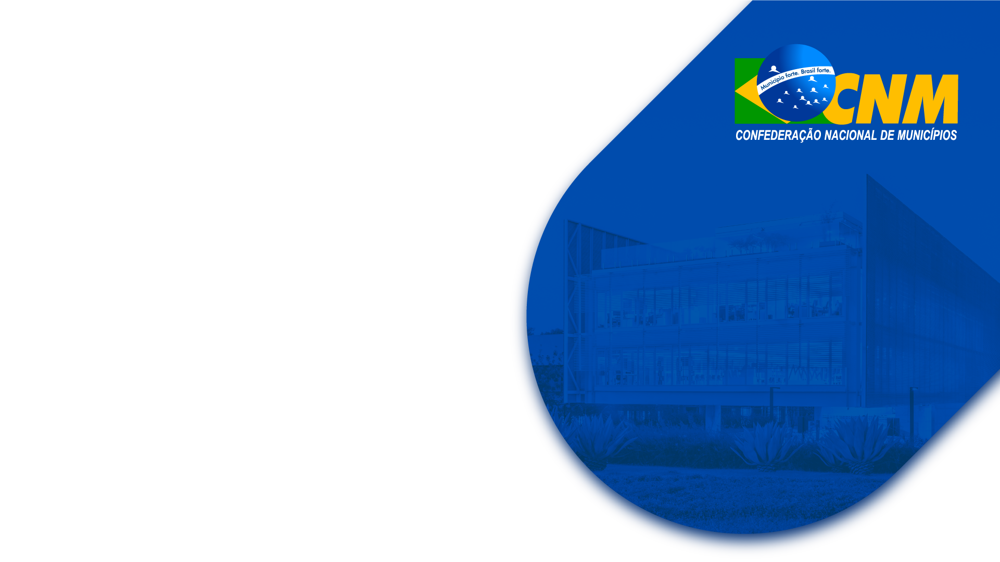 Município forte. Brasil forte.
CNM
CONFEDERAÇÃO NACIONAL DE MUNICÍPIOS